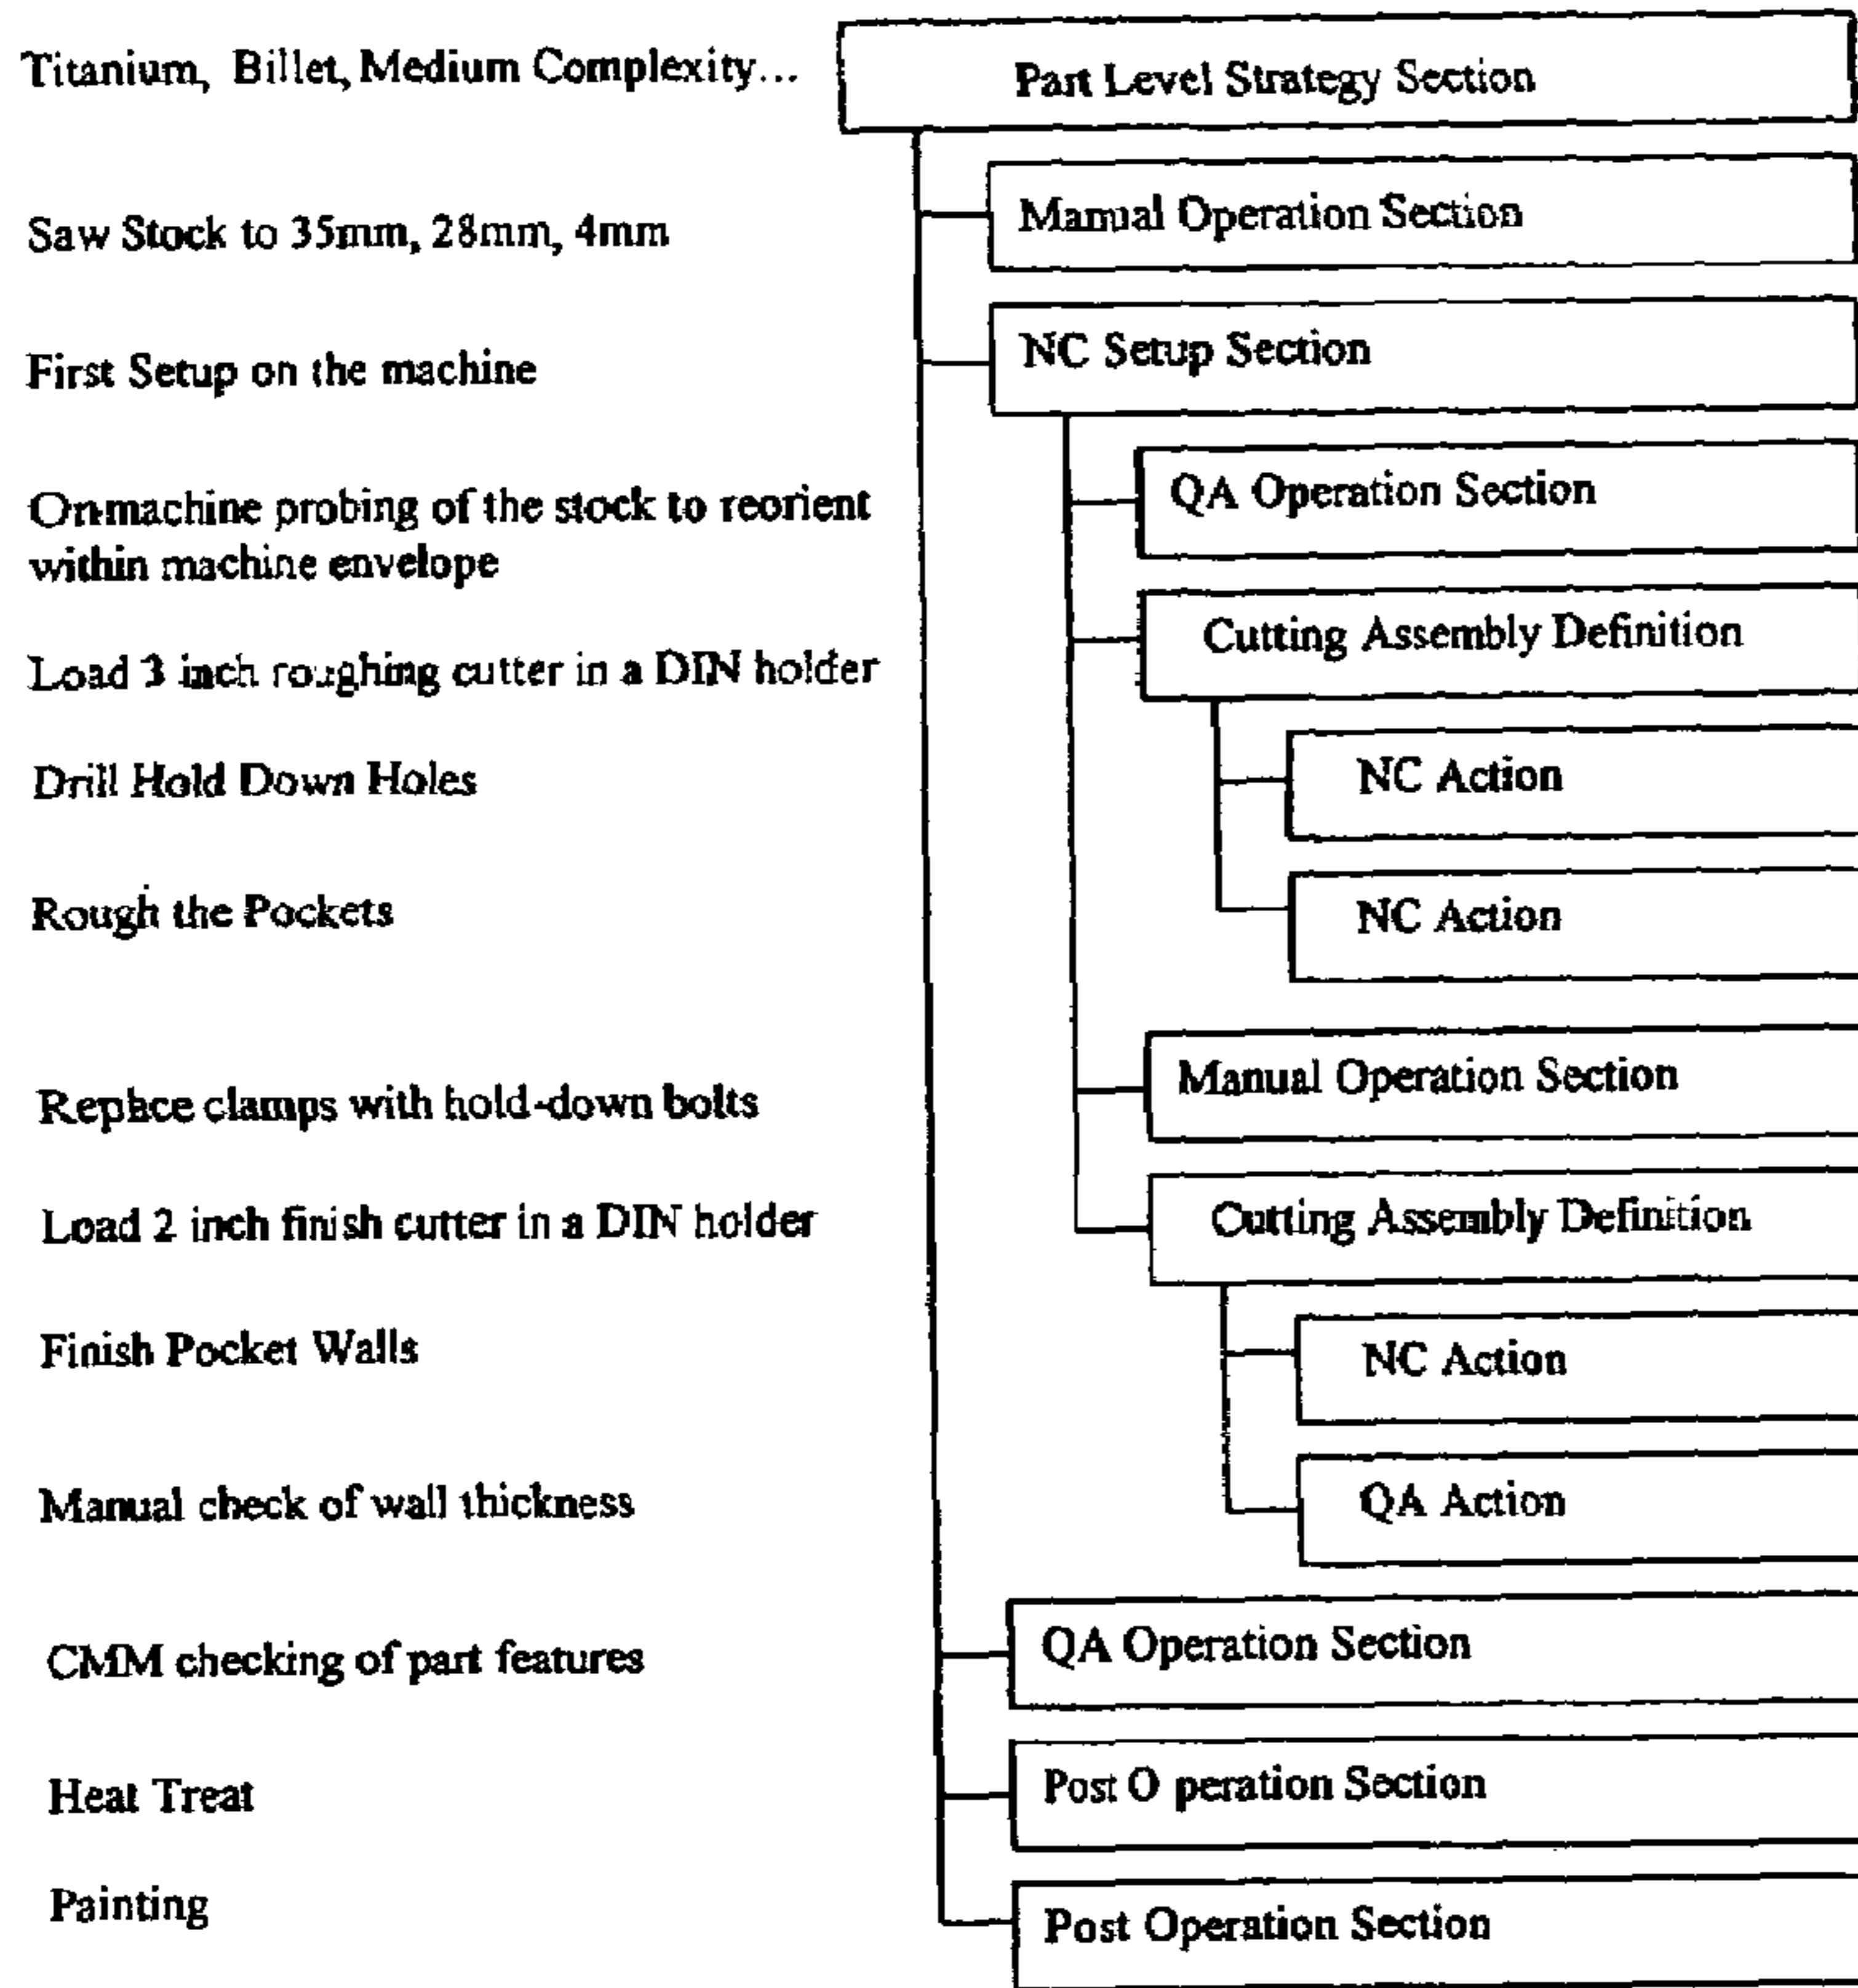 Titanium, Billet, Medium Complexity...
Part Level Strategy Section
Saw Stock to 35mm, 28mm, 4mm
Manual Operation Section
First Setup on the machine
NC Setup Section
On-machine probing of the stock to reorient
within machine envelope
QA Operation Section
Load 3 inch roughing cutter in a DIN holder
Cutting Assembly Definition
Drill Hold Down Holes
NC Action
Rough the Pockets
NC Action
Replace clamps with hold-down bolts
Manual Operation Section
Load 2 inch finish cutter in a DIN holder
Cutting Assembly Definition
Finish Pocket Walls
NC Action
Manual check of wall thickness
QA Action
CMM checking of part features
QA Operation Section
Heat Treat
Post O peration Section
Painting
Post Operation Section